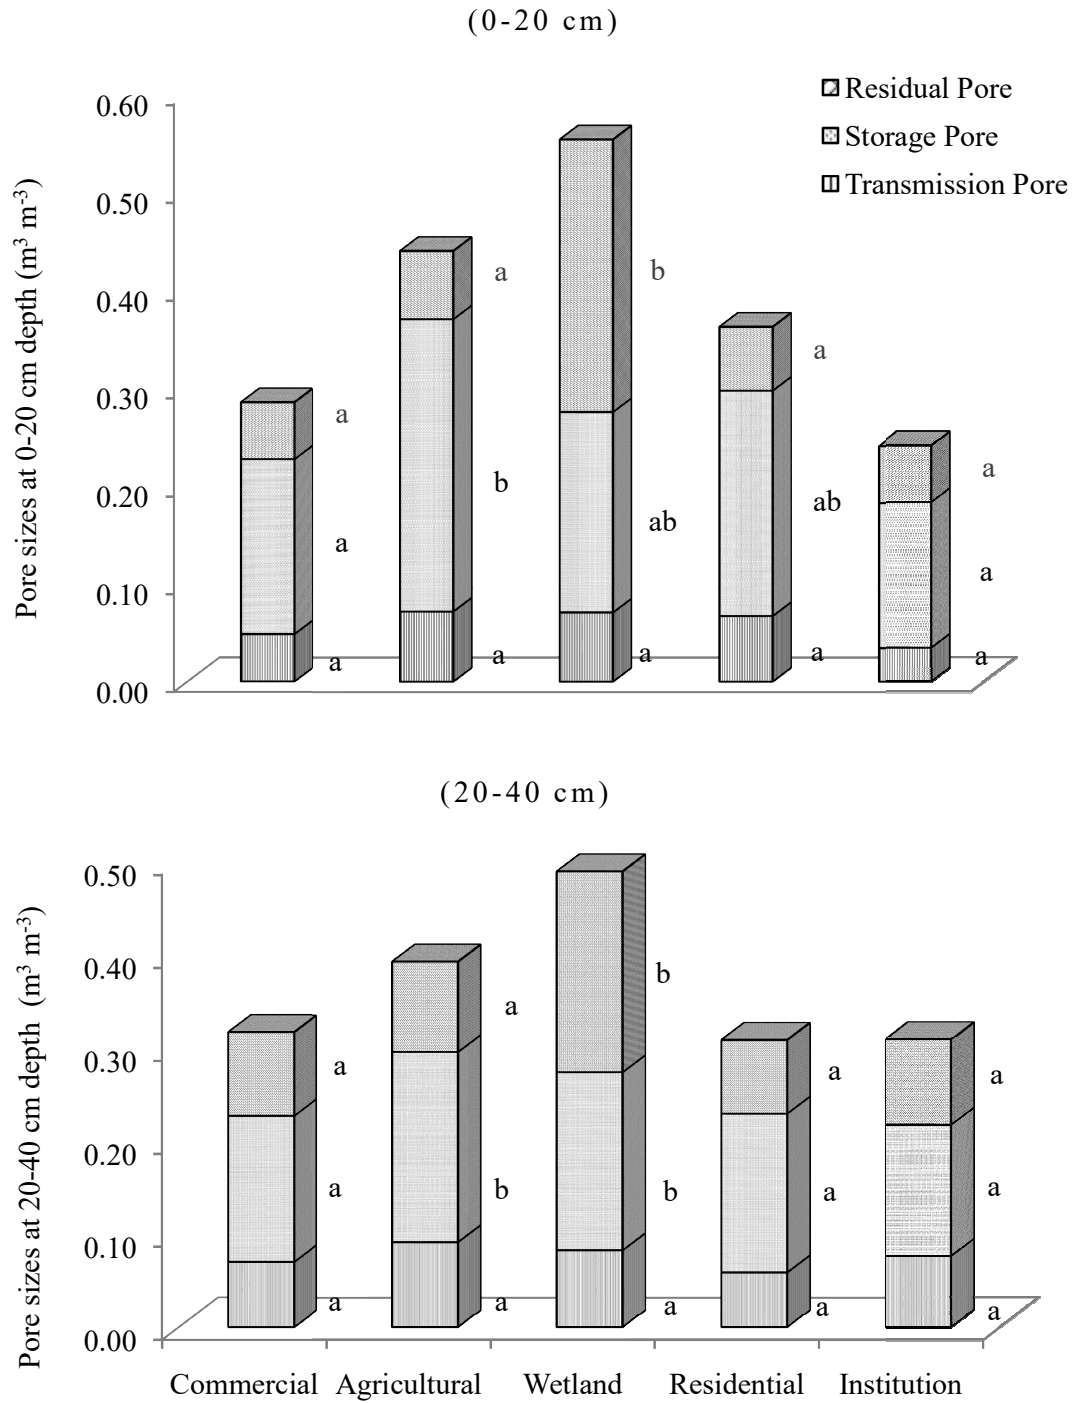 (0-20 cm)
Residual Pore
Storage Pore
Transmission Pore
Pore sizes at 0-20 cm depth (m³ m⁻³)
0.60
0.50
0.40
0.30
0.20
0.10
0.00
a
a
a
a
b
a
b
ab
a
a
ab
a
a
a
a
(20-40 cm)
Pore sizes at 20-40 cm depth (m³ m⁻³)
0.50
0.40
0.30
0.20
0.10
0.00
a
a
a
a
b
a
b
b
a
a
a
a
a
a
a
Commercial Agricultural Wetland Residential Institution